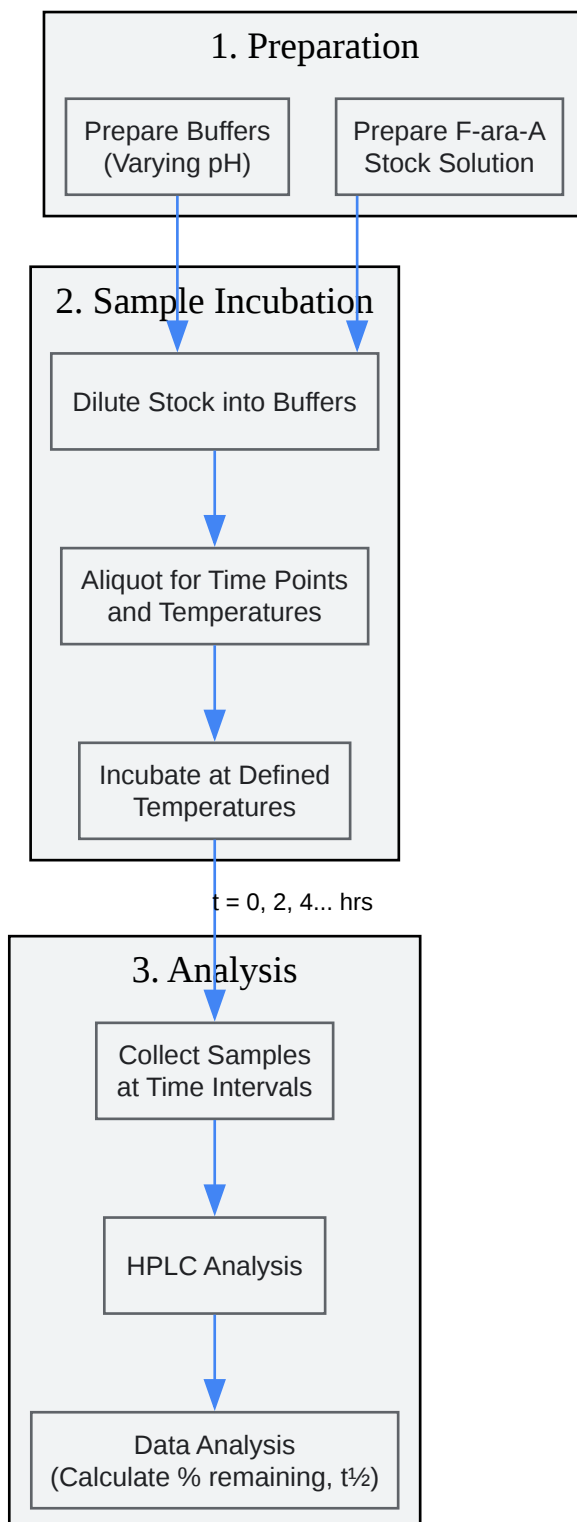 1. Preparation
Prepare Buffers
(Varying pH)
Prepare F-ara-A
Stock Solution
2. Sample Incubation
Dilute Stock into Buffers
Aliquot for Time Points
and Temperatures
Incubate at Defined
Temperatures
t = 0, 2, 4... hrs
3. Analysis
Collect Samples
at Time Intervals
HPLC Analysis
Data Analysis
(Calculate % remaining, t½)